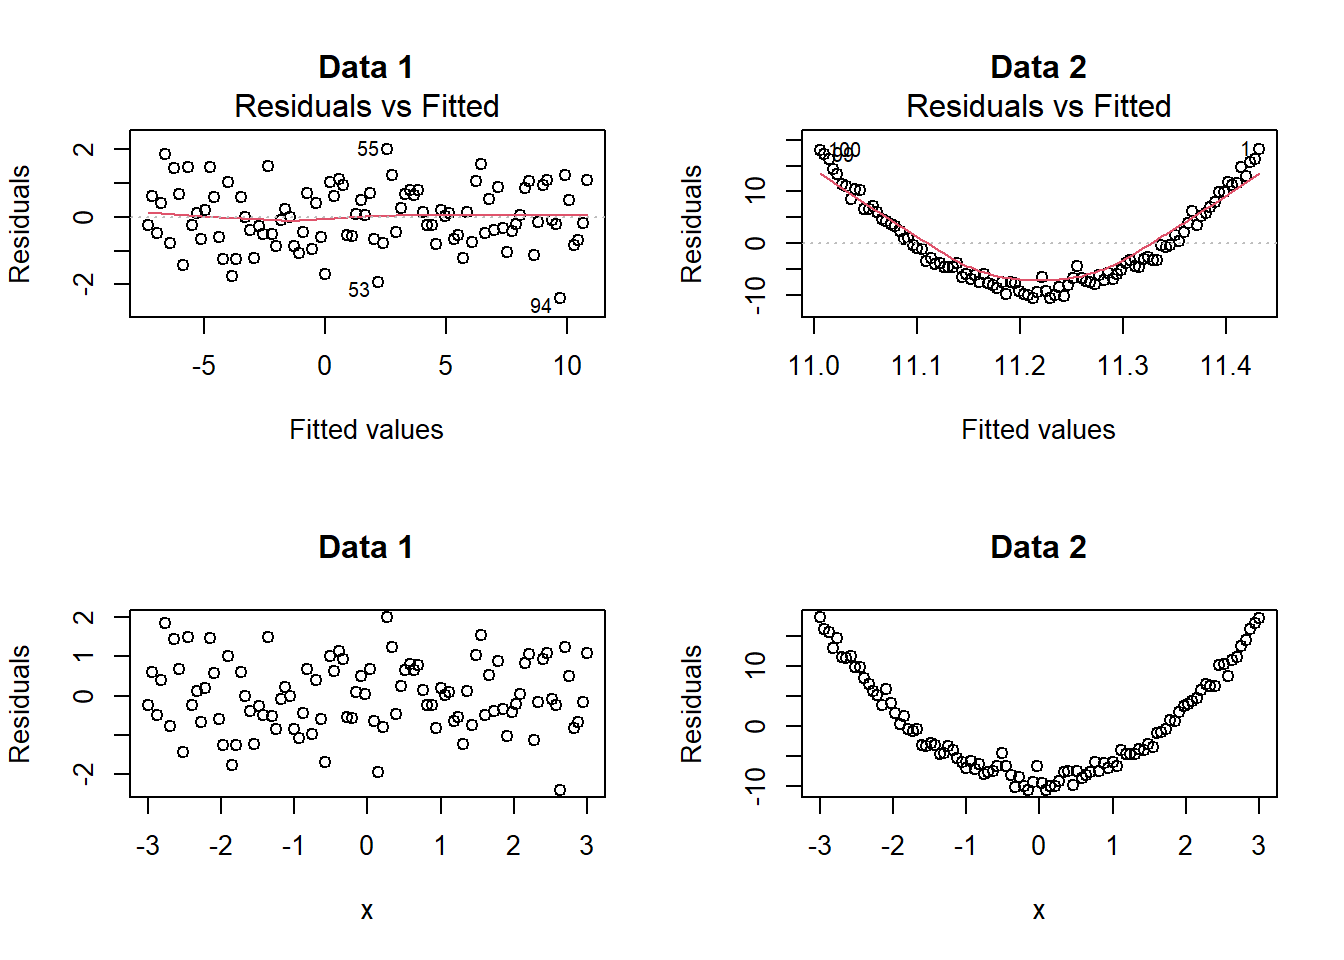 Data 1
Residuals vs Fitted
Residuals
2
0
-2
55
53
94
-5 0 5 10
Fitted values
Data 2
Residuals vs Fitted
Residuals
10
0
-10
100
99
1
11.0 11.1 11.2 11.3 11.4
Fitted values
Data 1
Residuals
2
1
0
-2
-3 -2 -1 0 1 2 3
x
Data 2
Residuals
10
0
-10
-3 -2 -1 0 1 2 3
x